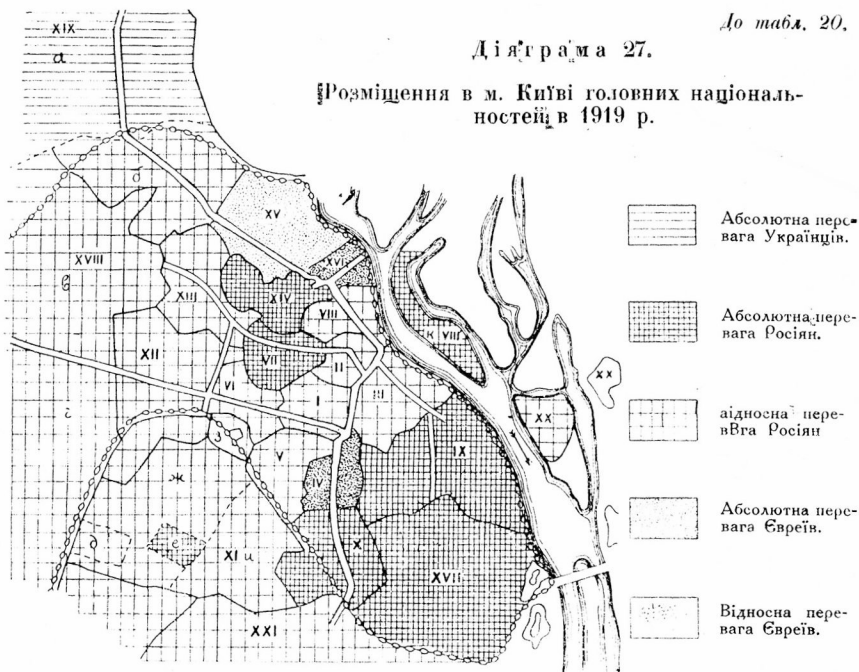 До табл. 20.
Діяграма 27.
Розміщення в м. Київі головних національ-
ностей в 1919 р.
XIX
а
б
XV
XVIII
в
XVI
XIII
XIV
VIII
к VIII
XX
XII
VII
II
XX
VI
I
III
г
З
V
IX
ж
IV
д
е
XI и
X
XVII
XXI
Абсолютна пере-
вага Українців.
Абсолютна пере-
вага Росіян.
аідносна пере-
вВга Росіян
Абсолютна пере-
вага Євреїв.
Відносна пере-
вага Євреїв.